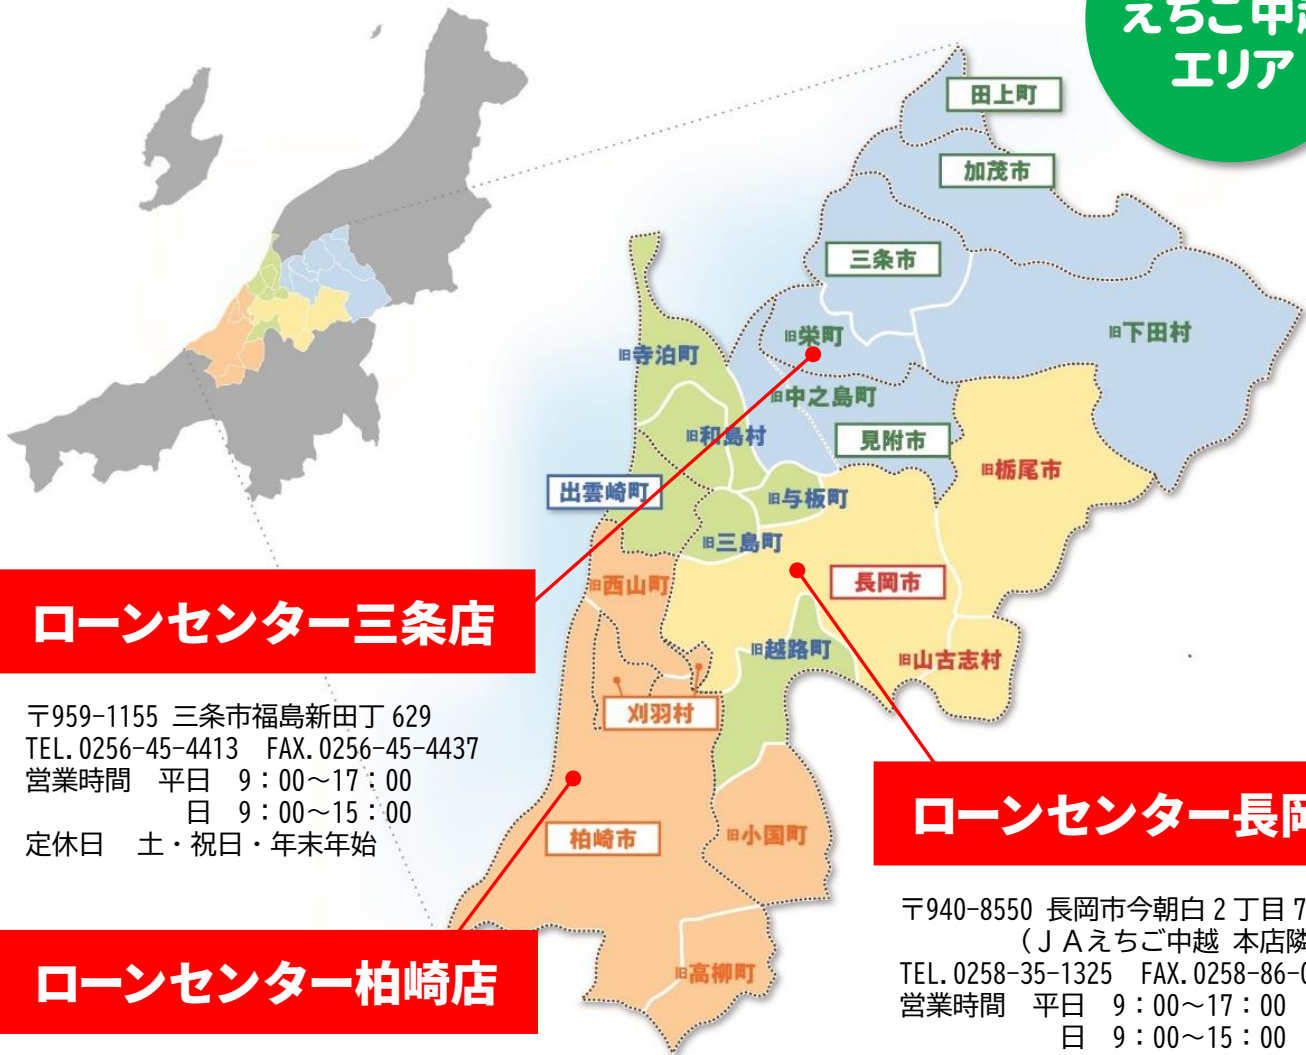 えちご中越
エリア
田上町
加茂市
三条市
旧栄町
旧下田村
旧寺泊町
旧中之島町
旧和島村
見附市
旧栃尾市
出雲崎町
旧与板町
旧三島町
旧西山町
長岡市
旧越路町
旧山古志村
刈羽村
柏崎市
旧小国町
旧高柳町
ローンセンター三条店
〒959-1155 三条市福島新田丁 629
TEL.0256-45-4413 FAX.0256-45-4437
営業時間 平日 9：00～17：00
日 9：00～15：00
定休日 土・祝日・年末年始
ローンセンター柏崎店
ローンセンター長岡
〒940-8550 長岡市今朝白２丁目 7
（ＪＡえちご中越 本店隣
TEL.0258-35-1325 FAX.0258-86-0
営業時間 平日 9：00～17：00
日 9：00～15：00